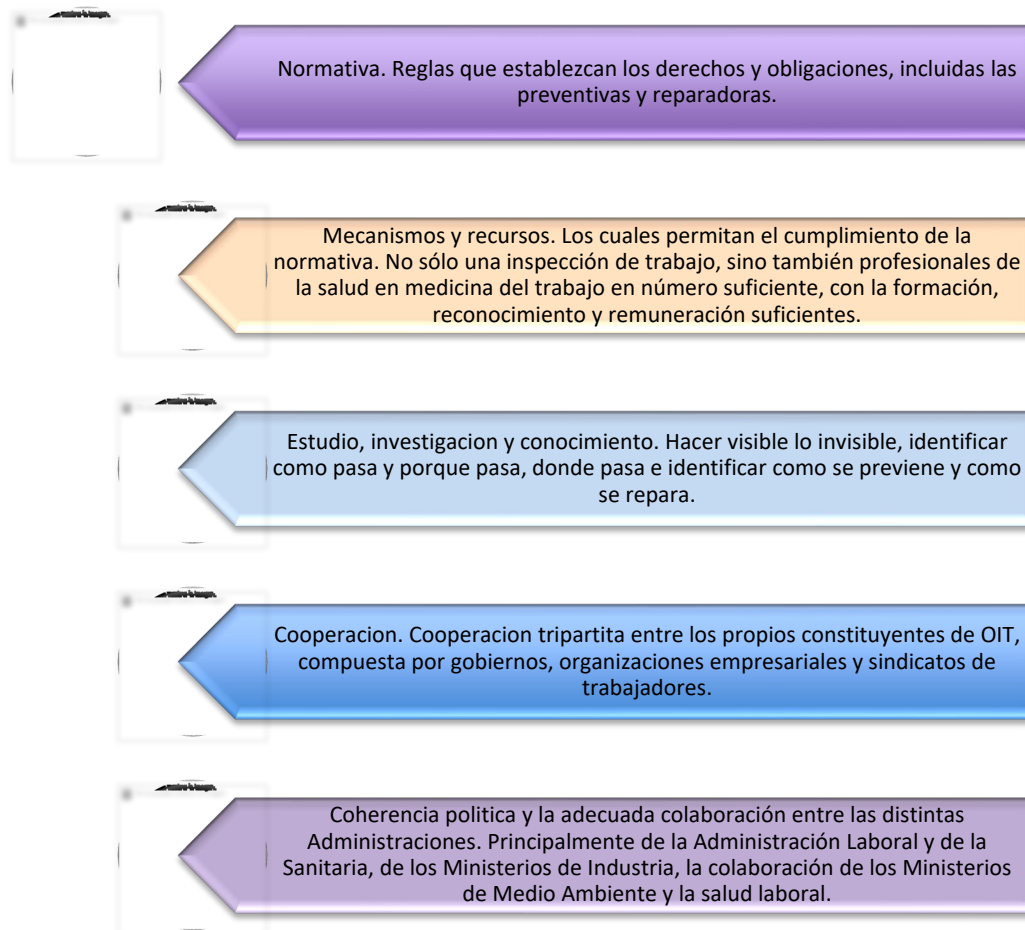 Normativa. Reglas que establezcan los derechos y obligaciones, incluidas las
preventivas y reparadoras.
Mecanismos y recursos. Los cuales permitan el cumplimiento de la
normativa. No sólo una inspección de trabajo, sino también profesionales de
la salud en medicina del trabajo en número suficiente, con la formación,
reconocimiento y remuneración suficientes.
Estudio, investigacion y conocimiento. Hacer visible lo invisible, identificar
como pasa y porque pasa, donde pasa e identificar como se previene y como
se repara.
Cooperacion. Cooperacion tripartita entre los propios constituyentes de OIT,
compuesta por gobiernos, organizaciones empresariales y sindicatos de
trabajadores.
Coherencia politica y la adecuada colaboración entre las distintas
Administraciones. Principalmente de la Administración Laboral y de la
Sanitaria, de los Ministerios de Industria, la colaboración de los Ministerios
de Medio Ambiente y la salud laboral.